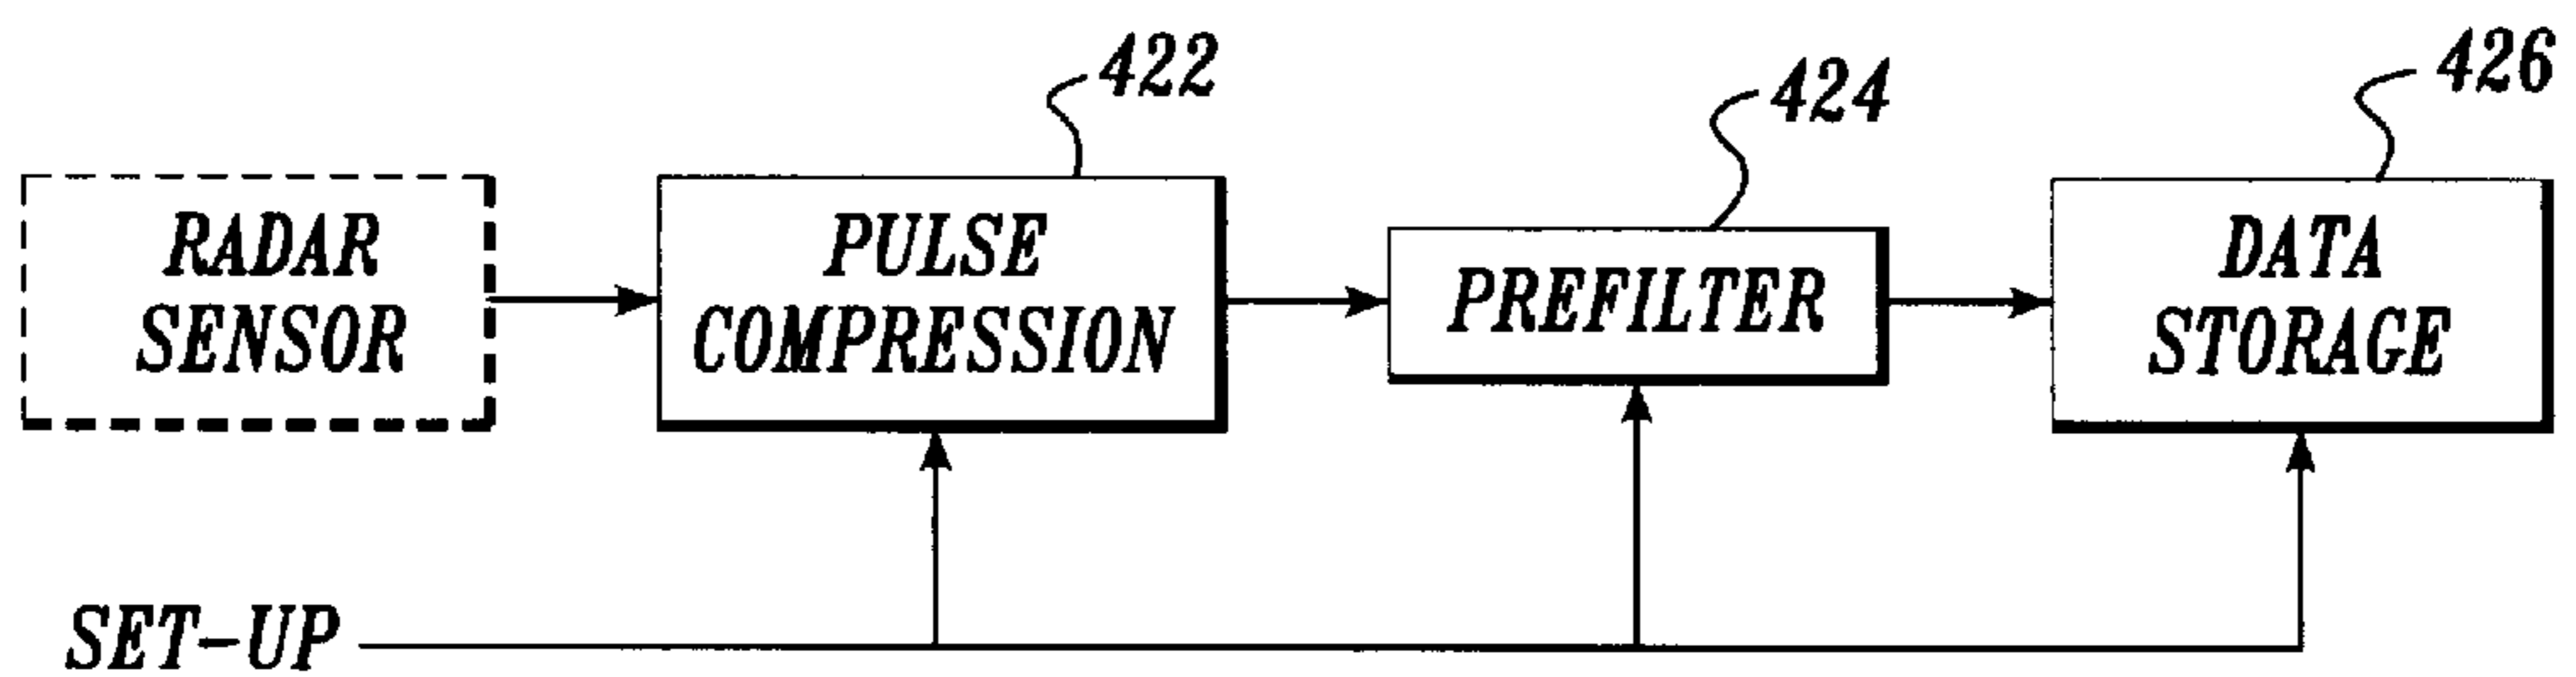 422
424
426
RADAR
SENSOR
PULSE
COMPRESSION
PREFILTER
DATA
STORAGE
SET-UP